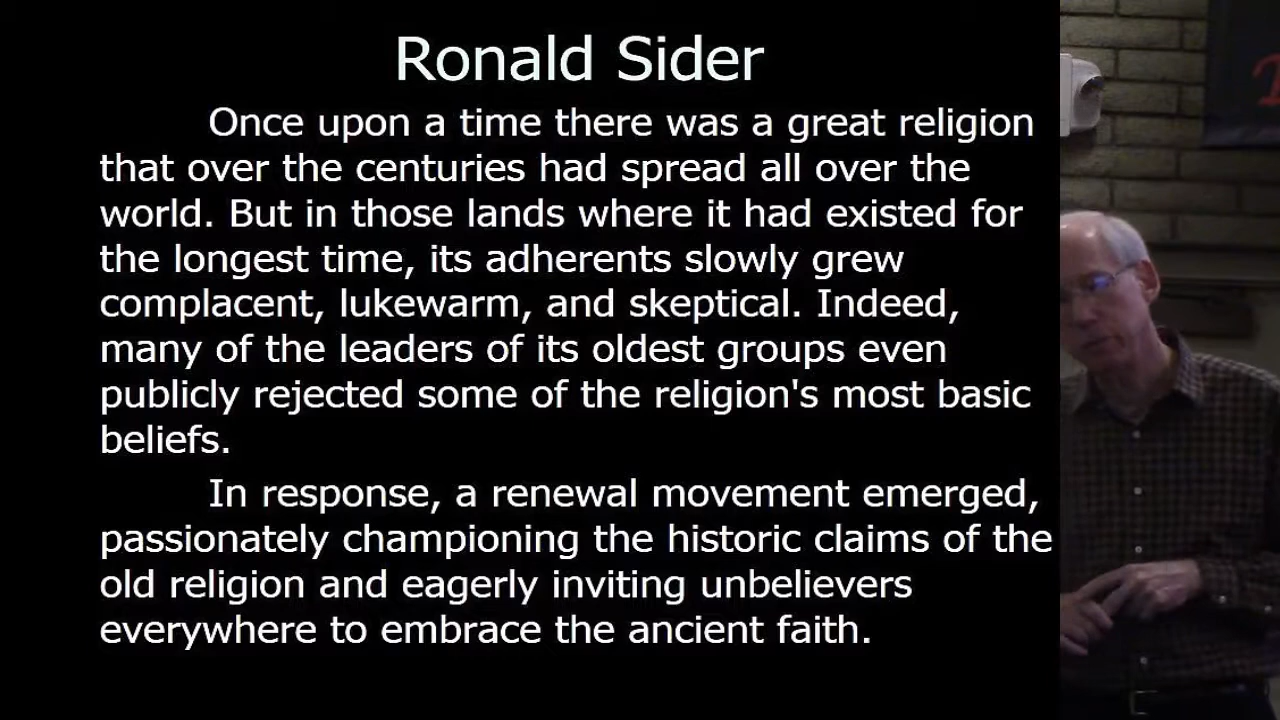 Ronald Sider
Once upon a time there was a great religion
that over the centuries had spread all over the
world. But in those lands where it had existed for
the longest time, its adherents slowly grew
complacent, lukewarm, and skeptical. Indeed,
many of the leaders of its oldest groups even
publicly rejected some of the religion's most basic
beliefs.
In response, a renewal movement emerged,
passionately championing the historic claims of the
old religion and eagerly inviting unbelievers
everywhere to embrace the ancient faith.